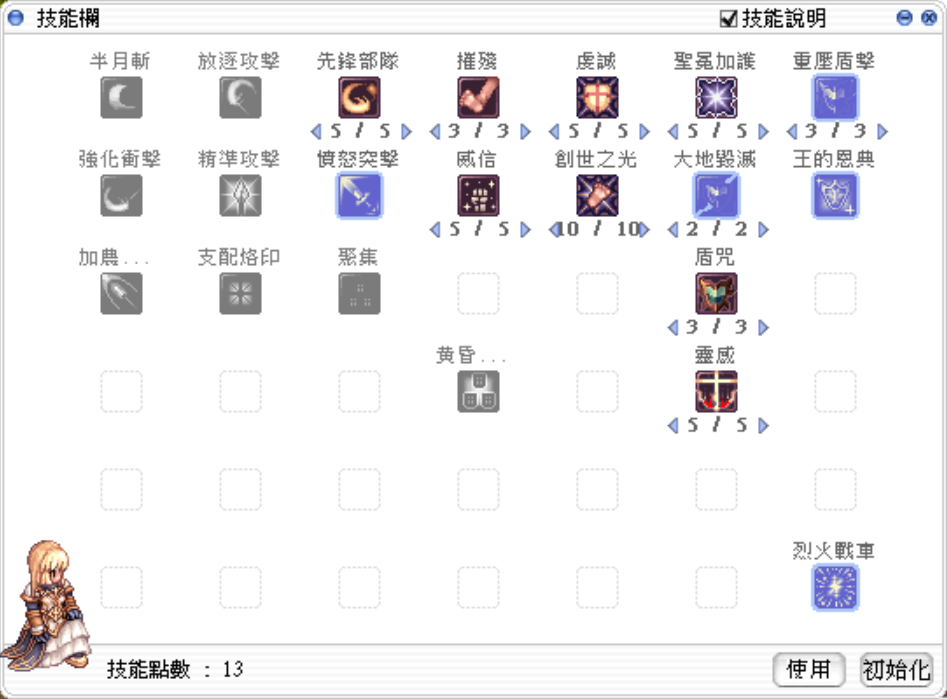 技能欄 技能說明
半月斬 放逐攻擊 先鋒部隊 摧殘 虔誠 聖冕加護 重壓盾擊
5 / 5 3 / 3 5 / 5 5 / 5 3 / 3
強化衝擊 精準攻擊 憤怒突擊 威信 創世之光 大地毀滅 王的恩典
5 / 5 10 / 10 2 / 2
加農... 支配烙印 聚集 盾咒
3 / 3
黃昏... 靈感
5 / 5
烈火戰車
技能點數 : 13 使用 初始化